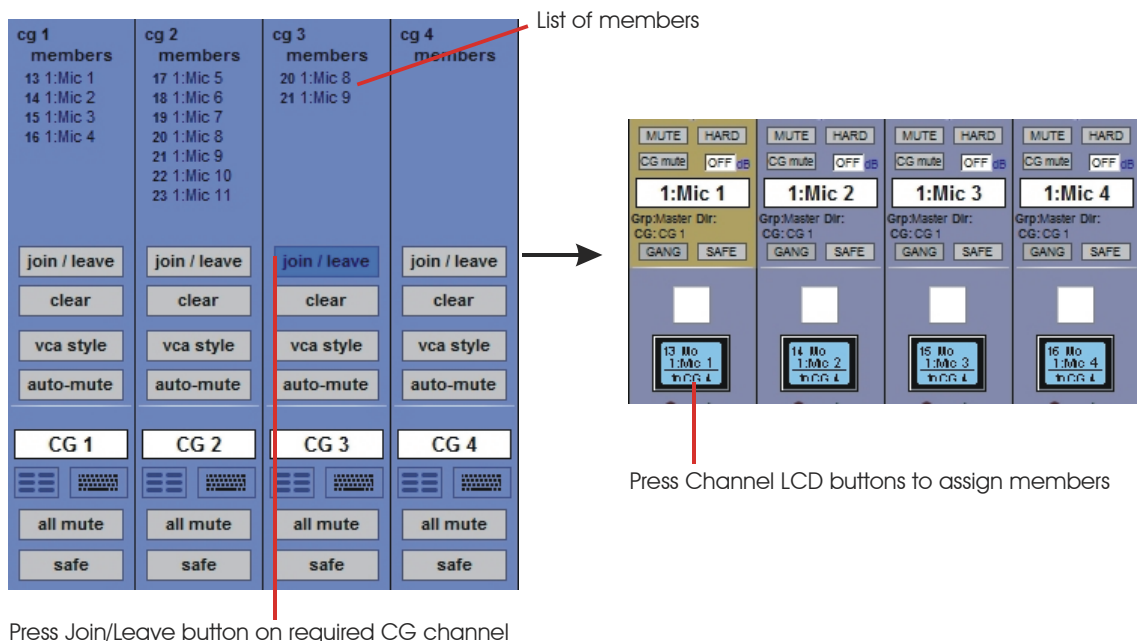 List of members
cg 1
members
13 1:Mic 1
14 1:Mic 2
15 1:Mic 3
16 1:Mic 4
join / leave
clear
vca style
auto-mute
CG 1
all mute
safe
cg 2
members
17 1:Mic 5
18 1:Mic 6
19 1:Mic 7
20 1:Mic 8
21 1:Mic 9
22 1:Mic 10
23 1:Mic 11
join / leave
clear
vca style
auto-mute
CG 2
all mute
safe
cg 3
members
20 1:Mic 8
21 1:Mic 9
join / leave
clear
vca style
auto-mute
CG 3
all mute
safe
cg 4
members
join / leave
clear
vca style
auto-mute
CG 4
all mute
safe
Press Join/Leave button on required CG channel
MUTE HARD
CG mute OFF dB
1:Mic 1
Grp:Master Dir:
CG: CG 1
GANG SAFE
13 Mo
1:Mic 1
MUTE HARD
CG mute OFF dB
1:Mic 2
Grp:Master Dir:
CG: CG 1
GANG SAFE
14 Mo
1:Mic 2
MUTE HARD
CG mute OFF dB
1:Mic 3
Grp:Master Dir:
CG: CG 1
GANG SAFE
15 Mo
1:Mic 3
MUTE HARD
CG mute OFF dB
1:Mic 4
Grp:Master Dir:
CG: CG 1
GANG SAFE
16 Mo
1:Mic 4
Press Channel LCD buttons to assign members